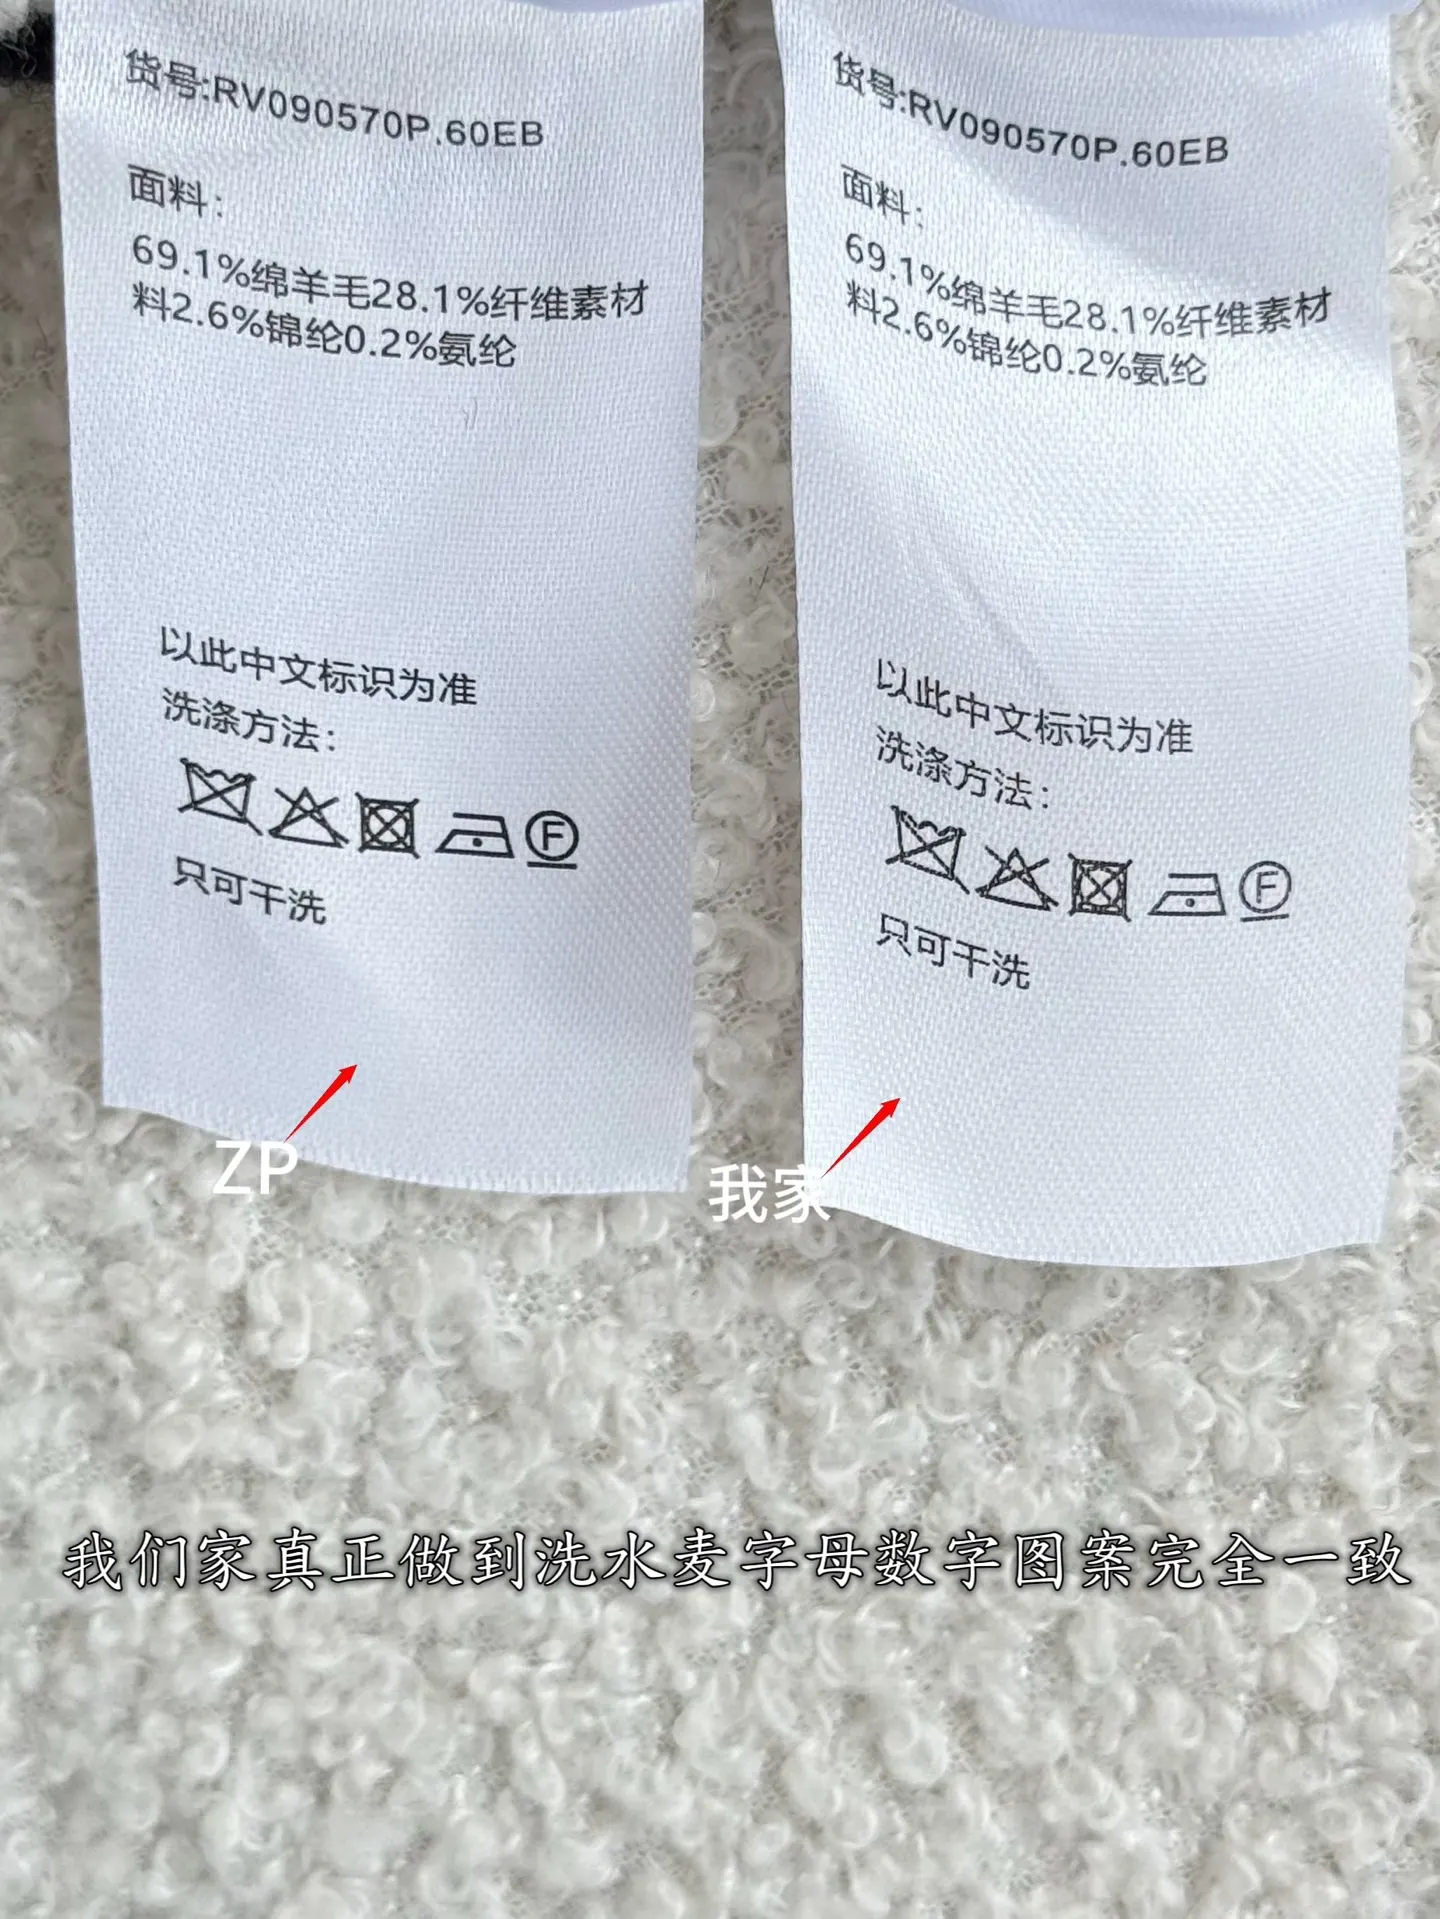 货号:RV090570P.60EB
面料:
69.1%绵羊毛28.1%纤维素材
料2.6%锦纶0.2%氨纶
以此中文标识为准
洗涤方法:
F
只可干洗
ZP
货号:RV090570P.60EB
面料:
69.1%绵羊毛28.1%纤维素材
料2.6%锦纶0.2%氨纶
以此中文标识为准
洗涤方法:
F
只可干洗
我家
我们家真正做到洗水麦字母数字图案完全一致